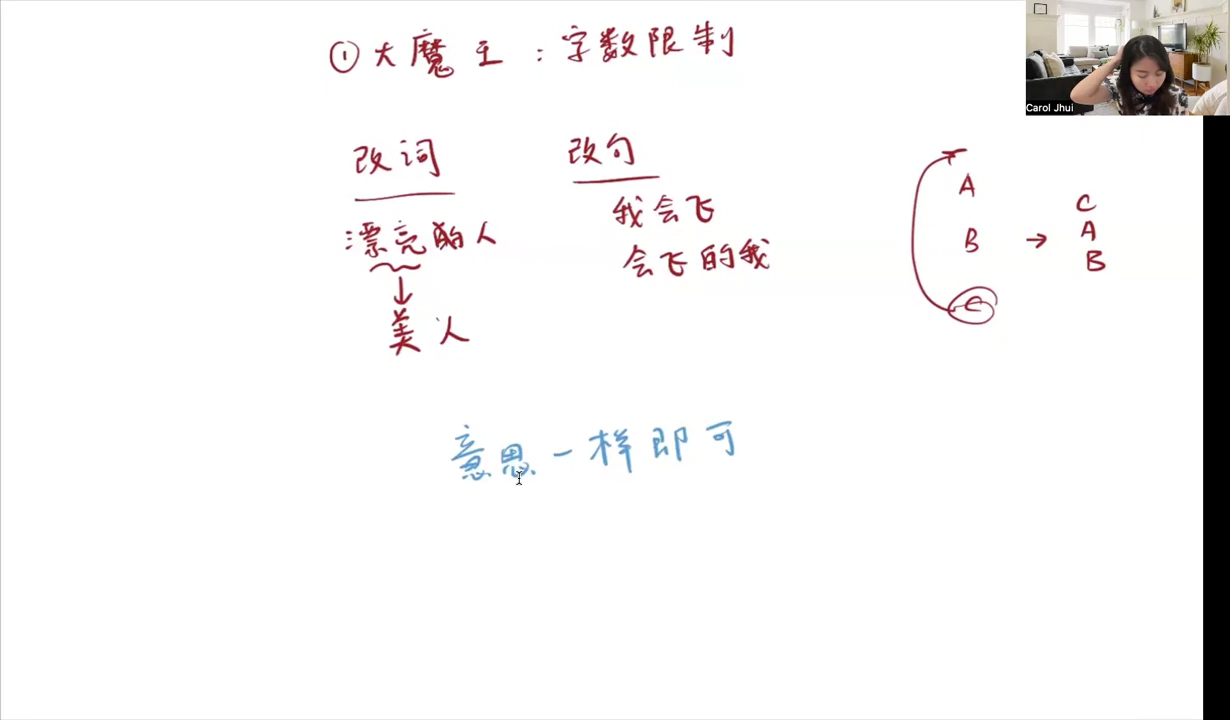 ① 大魔王：字数限制
改词
漂亮的人
美人
改句
我会飞
会飞的我
A
B
C
→
C
A
B
意思一样即可
Carol Jhui